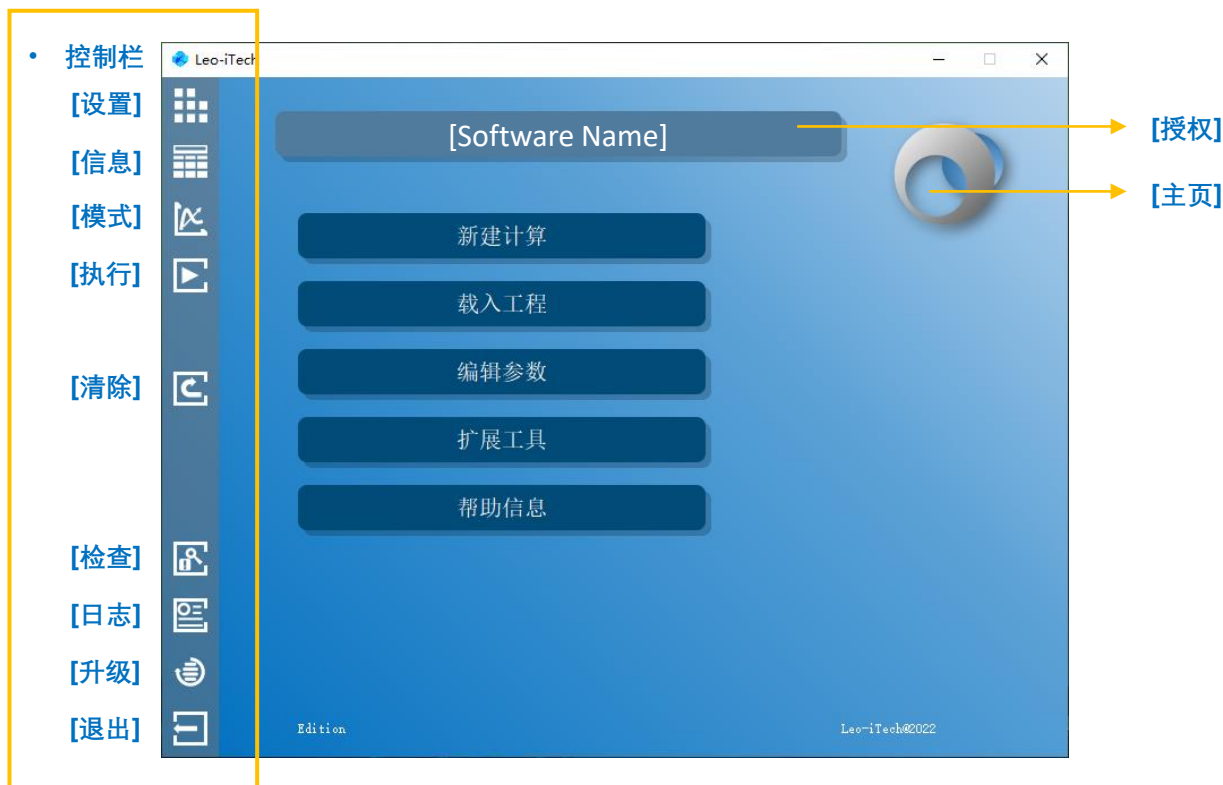 • 控制栏
Leo-iTech
[设置]
[Software Name]
[授权]
[信息]
[主页]
[模式]
新建计算
[执行]
载入工程
编辑参数
[清除]
扩展工具
帮助信息
[检查]
[日志]
[升级]
[退出]
Edition
Leo-iTech@2022